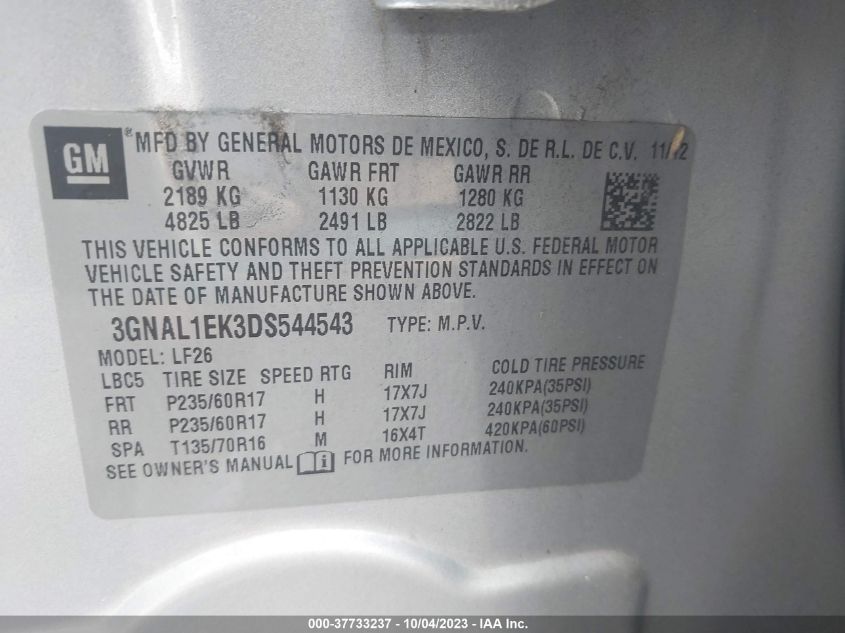 GM ® MFD BY GENERAL MOTORS DE MEXICO, S. DE R.L. DE C.V. 11/12
GVWR GAWR FRT GAWR RR
2189 KG 1130 KG 1280 KG
4825 LB 2491 LB 2822 LB
THIS VEHICLE CONFORMS TO ALL APPLICABLE U.S. FEDERAL MOTOR
VEHICLE SAFETY AND THEFT PREVENTION STANDARDS IN EFFECT ON
THE DATE OF MANUFACTURE SHOWN ABOVE.
3GNAL1EK3DS544543 TYPE: M.P.V.
MODEL: LF26
LBC5 TIRE SIZE SPEED RTG RIM COLD TIRE PRESSURE
FRT P235/60R17 H 17X7J 240KPA(35PSI)
RR P235/60R17 H 17X7J 240KPA(35PSI)
SPA T135/70R16 M 16X4T 420KPA(60PSI)
SEE OWNER'S MANUAL i FOR MORE INFORMATION.
000-37733237 - 10/04/2023 - IAA Inc.